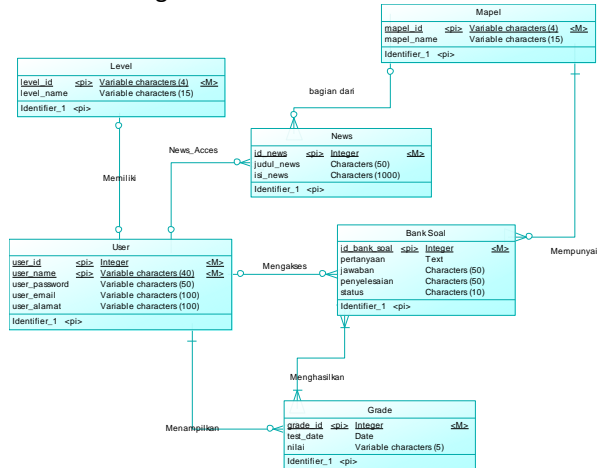 Mapel
mapel_id <pi> Variable characters (4) <M>
mapel_name Variable characters (15)
Identifier_1 <pi>
Level
level_id <pi> Variable characters (4) <M>
level_name Variable characters (15)
Identifier_1 <pi>
bagian dari
News
id_news <pi> Integer <M>
judul_news Characters (50)
isi_news Characters (1000)
Identifier_1 <pi>
News_Acces
Memiliki
User
user_id <pi> Integer <M>
user_name <pi> Variable characters (40) <M>
user_password Variable characters (50)
user_email Variable characters (100)
user_alamat Variable characters (100)
Identifier_1 <pi>
Mengakses
Bank Soal
id_bank_soal <pi> Integer <M>
pertanyaan Text
jawaban Characters (50)
penyelesaian Characters (50)
status Characters (10)
Identifier_1 <pi>
Mempunyai
Menghasilkan
Menampilkan
Grade
grade_id <pi> Integer <M>
test_date Date
nilai Variable characters (5)
Identifier_1 <pi>